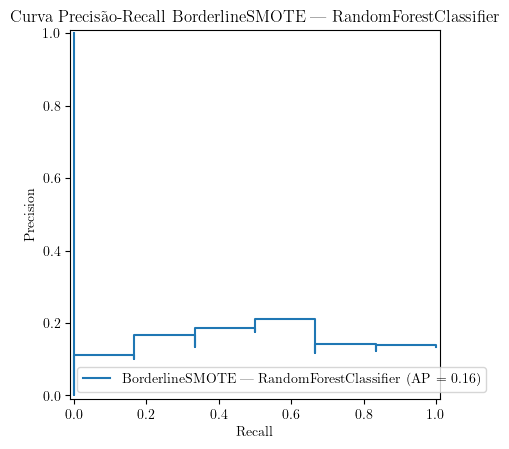 Curva Precisão-Recall BorderlineSMOTE — RandomForestClassifier
1.0
0.8
0.6
0.4
0.2
0.0
Precision
BorderlineSMOTE — RandomForestClassifier (AP = 0.16)
0.0 0.2 0.4 0.6 0.8 1.0
Recall